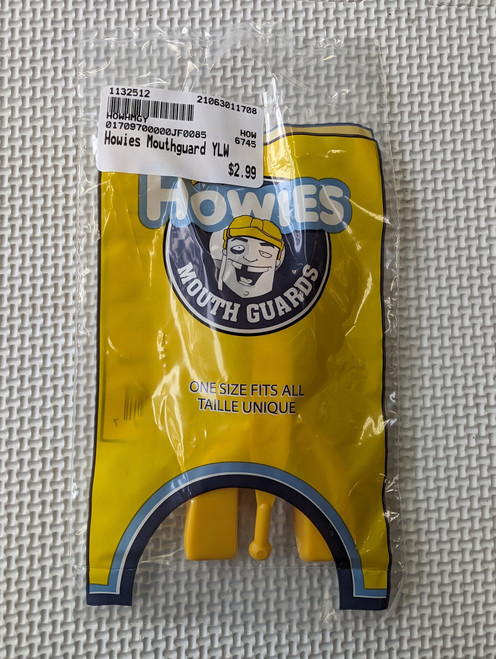 1132512
21063011708
HOWHMGY
01709700000JF0085
HOW
6745
Howies Mouthguard YLW
$2.99
HOWIES
MOUTH GUARDS
ONE SIZE FITS ALL
TAILLE UNIQUE